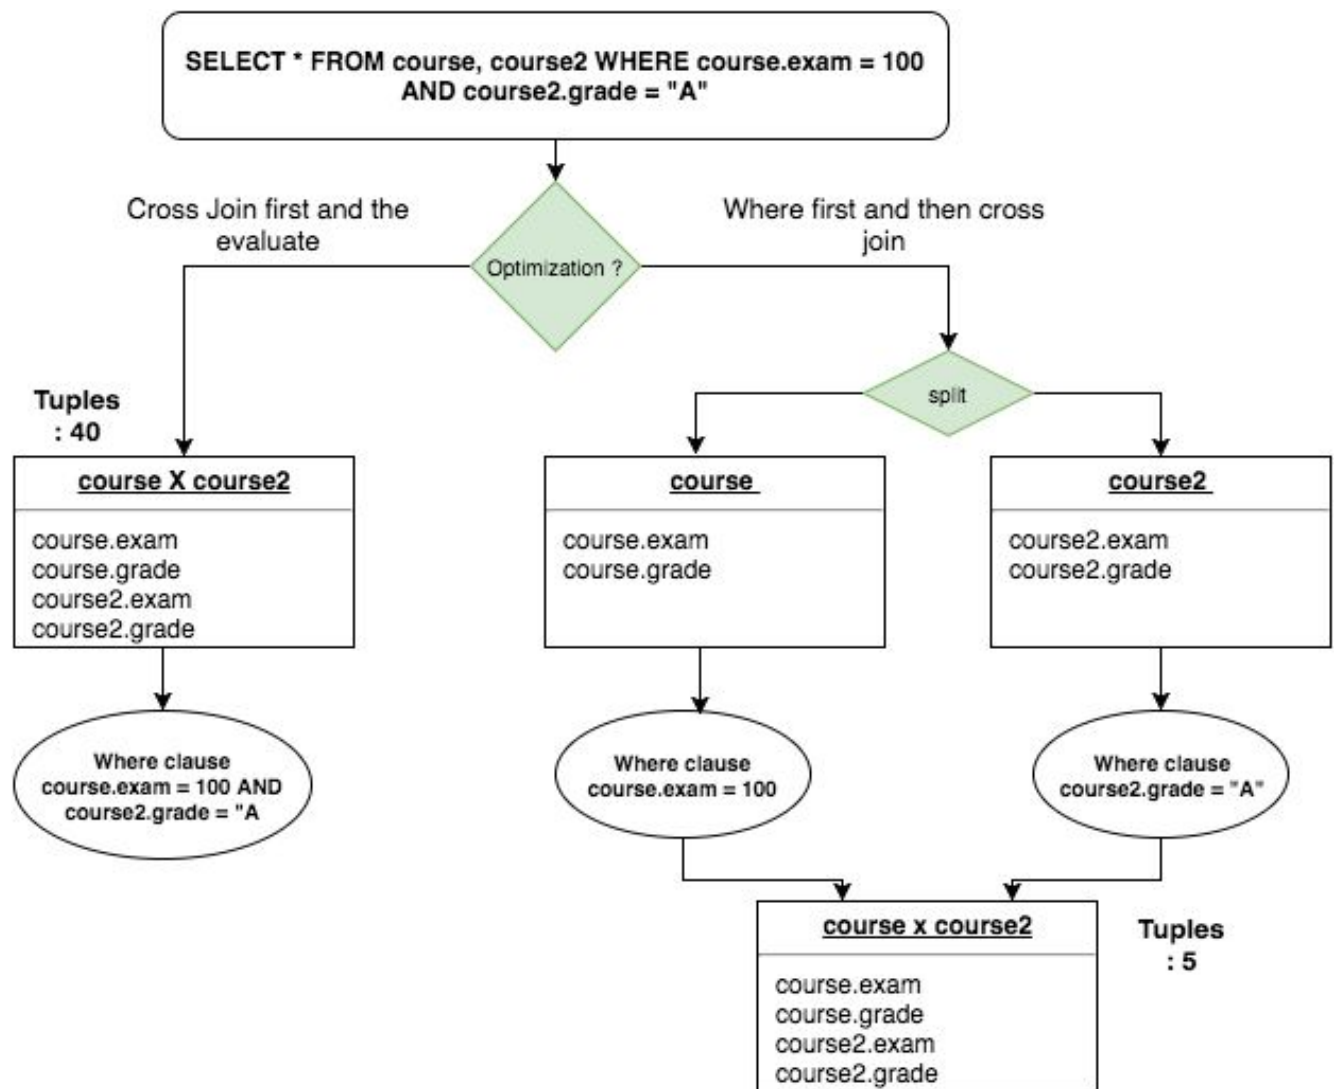 SELECT * FROM course, course2 WHERE course.exam = 100
AND course2.grade = "A"
Cross Join first and the
evaluate
Where first and then cross
join
Optimization ?
split
Tuples
: 40
course X course2
course.exam
course.grade
course2.exam
course2.grade
course
course.exam
course.grade
course2
course2.exam
course2.grade
Where clause
course.exam = 100 AND
course2.grade = "A
Where clause
course.exam = 100
Where clause
course2.grade = "A"
course x course2
course.exam
course.grade
course2.exam
course2.grade
Tuples
: 5